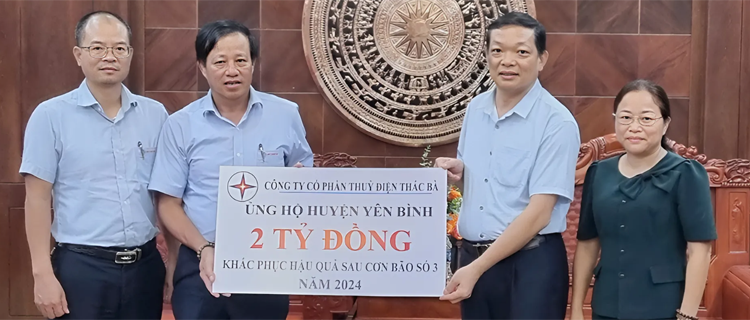 CÔNG TY CỔ PHẦN THUỶ ĐIỆN THÁC BÀ
ỦNG HỘ HUYỆN YÊN BÌNH
2 TỶ ĐỒNG
KHẮC PHỤC HẬU QUẢ SAU CƠN BÃO SỐ 3
NĂM 2024